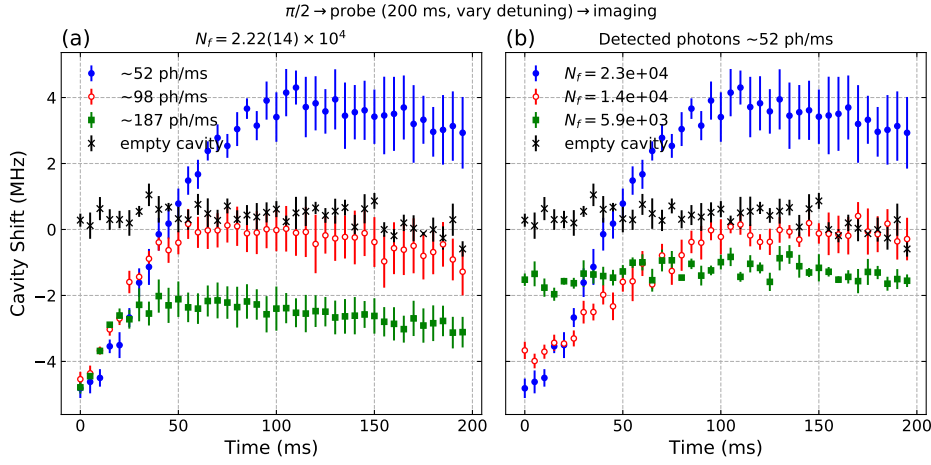 π/2 → probe (200 ms, vary detuning) → imaging
(a)
N_f = 2.22(14) × 10^4
~52 ph/ms
~98 ph/ms
~187 ph/ms
empty cavity
Cavity Shift (MHz)
4
2
0
−2
−4
0 50 100 150 200
Time (ms)
(b)
Detected photons ~52 ph/ms
N_f = 2.3e+04
N_f = 1.4e+04
N_f = 5.9e+03
empty cavity
0 50 100 150 200
Time (ms)